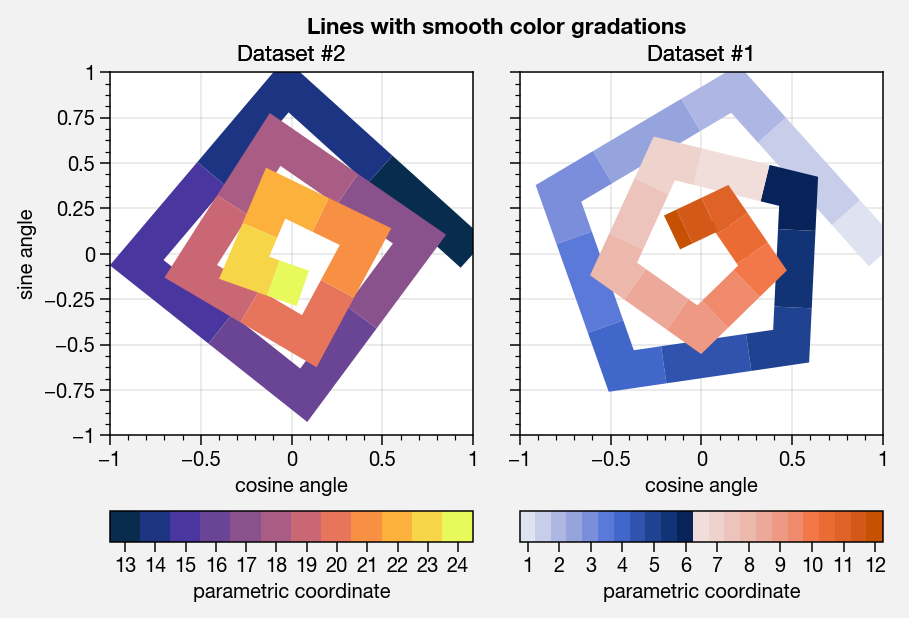 Lines with smooth color gradations
Dataset #2
Dataset #1
1
0.75
0.5
0.25
0
−0.25
−0.5
−0.75
−1
sine angle
−1 −0.5 0 0.5 1
−1 −0.5 0 0.5 1
cosine angle
cosine angle
13 14 15 16 17 18 19 20 21 22 23 24
1 2 3 4 5 6 7 8 9 10 11 12
parametric coordinate
parametric coordinate